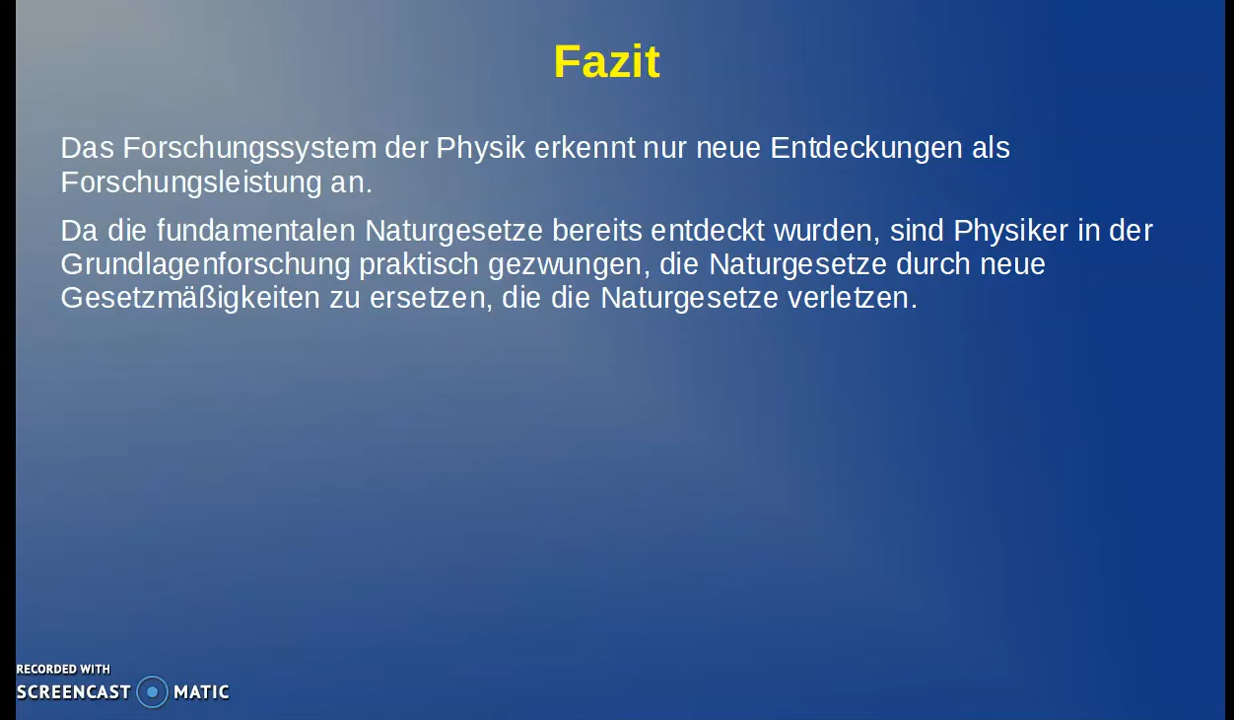 Fazit
Das Forschungssystem der Physik erkennt nur neue Entdeckungen als
Forschungsleistung an.
Da die fundamentalen Naturgesetze bereits entdeckt wurden, sind Physiker in der
Grundlagenforschung praktisch gezwungen, die Naturgesetze durch neue
Gesetzmäßigkeiten zu ersetzen, die die Naturgesetze verletzen.
RECORDED WITH
SCREENCAST MATIC